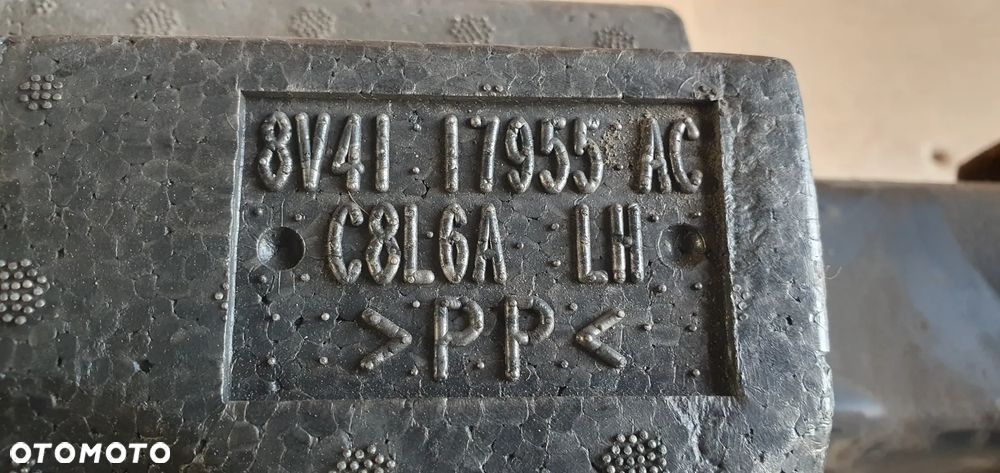 8V41 17955 AC
C8L6A LH
>PP<
OTOMOTO